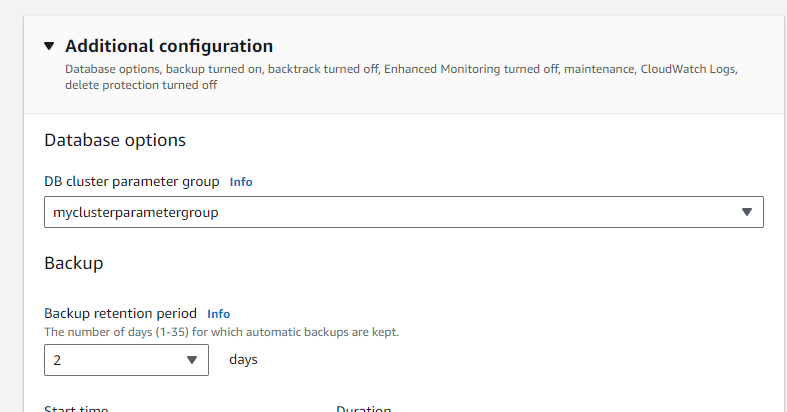 Additional configuration
Database options, backup turned on, backtrack turned off, Enhanced Monitoring turned off, maintenance, CloudWatch Logs,
delete protection turned off
Database options
DB cluster parameter group Info
myclusterparametergroup
Backup
Backup retention period Info
The number of days (1-35) for which automatic backups are kept.
2 days
Start time Duration